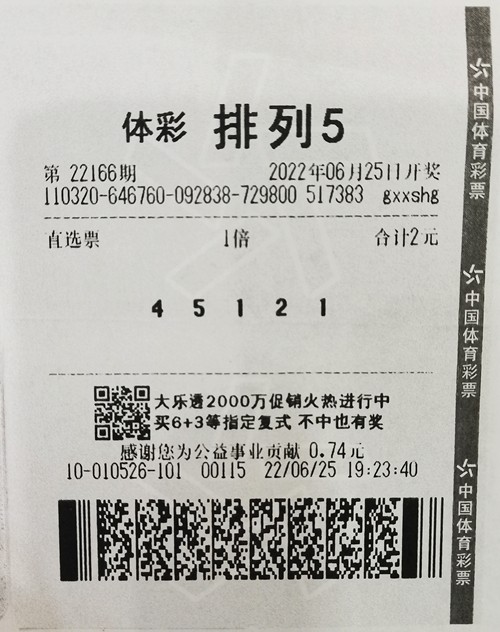 体彩 排列5
第 22166期 2022年06月25日开奖
110320-646760-092838-729800 517383 gxxshg
直选票 1倍 合计2元
4 5 1 2 1
大乐透2000万促销火热进行中
买6+3等指定复式 不中也有奖
感谢您为公益事业贡献 0.74元
10-010526-101 00115 22/06/25 19:23:40
中国体育彩票
中国体育彩票
中国体育彩票